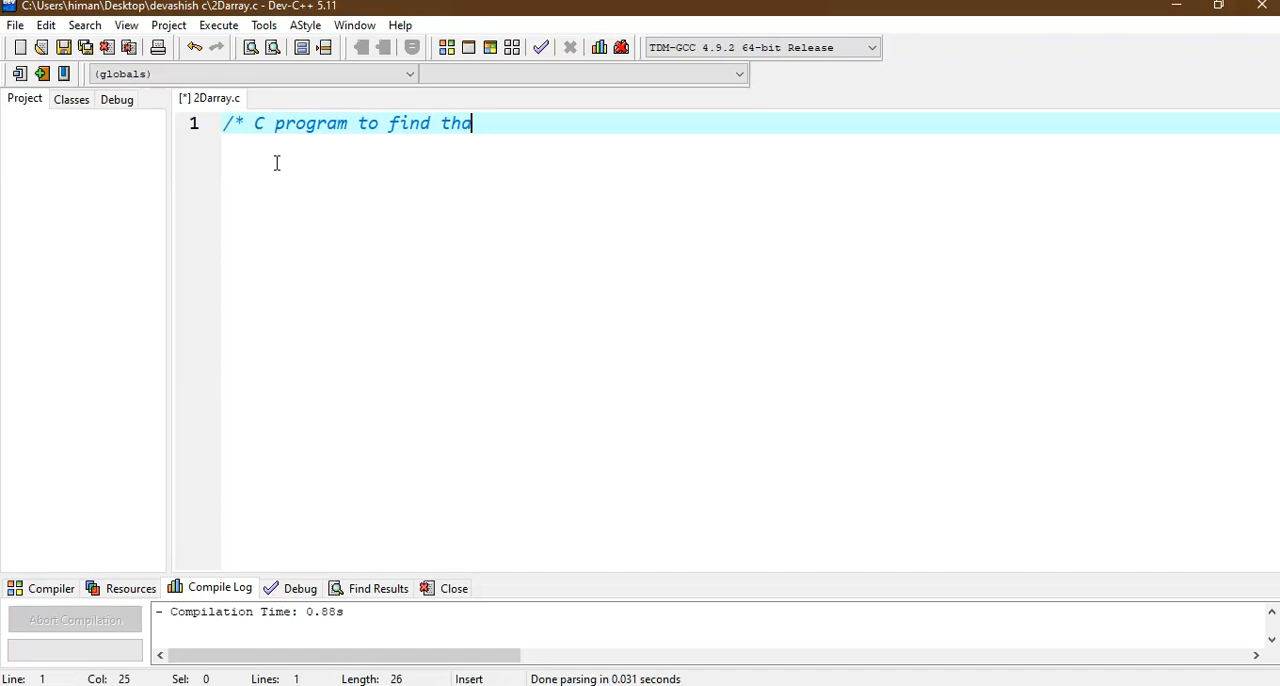 C:\Users\himan\Desktop\devashish c\2Darray.c - Dev-C++ 5.11
File Edit Search View Project Execute Tools AStyle Window Help
TDM-GCC 4.9.2 64-bit Release
(globals)
Project Classes Debug [*] 2Darray.c
1 /* C program to find tha
Compiler Resources Compile Log Debug Find Results Close
Abort Compilation - Compilation Time: 0.88s
Line: 1 Col: 25 Sel: 0 Lines: 1 Length: 26 Insert Done parsing in 0.031 seconds